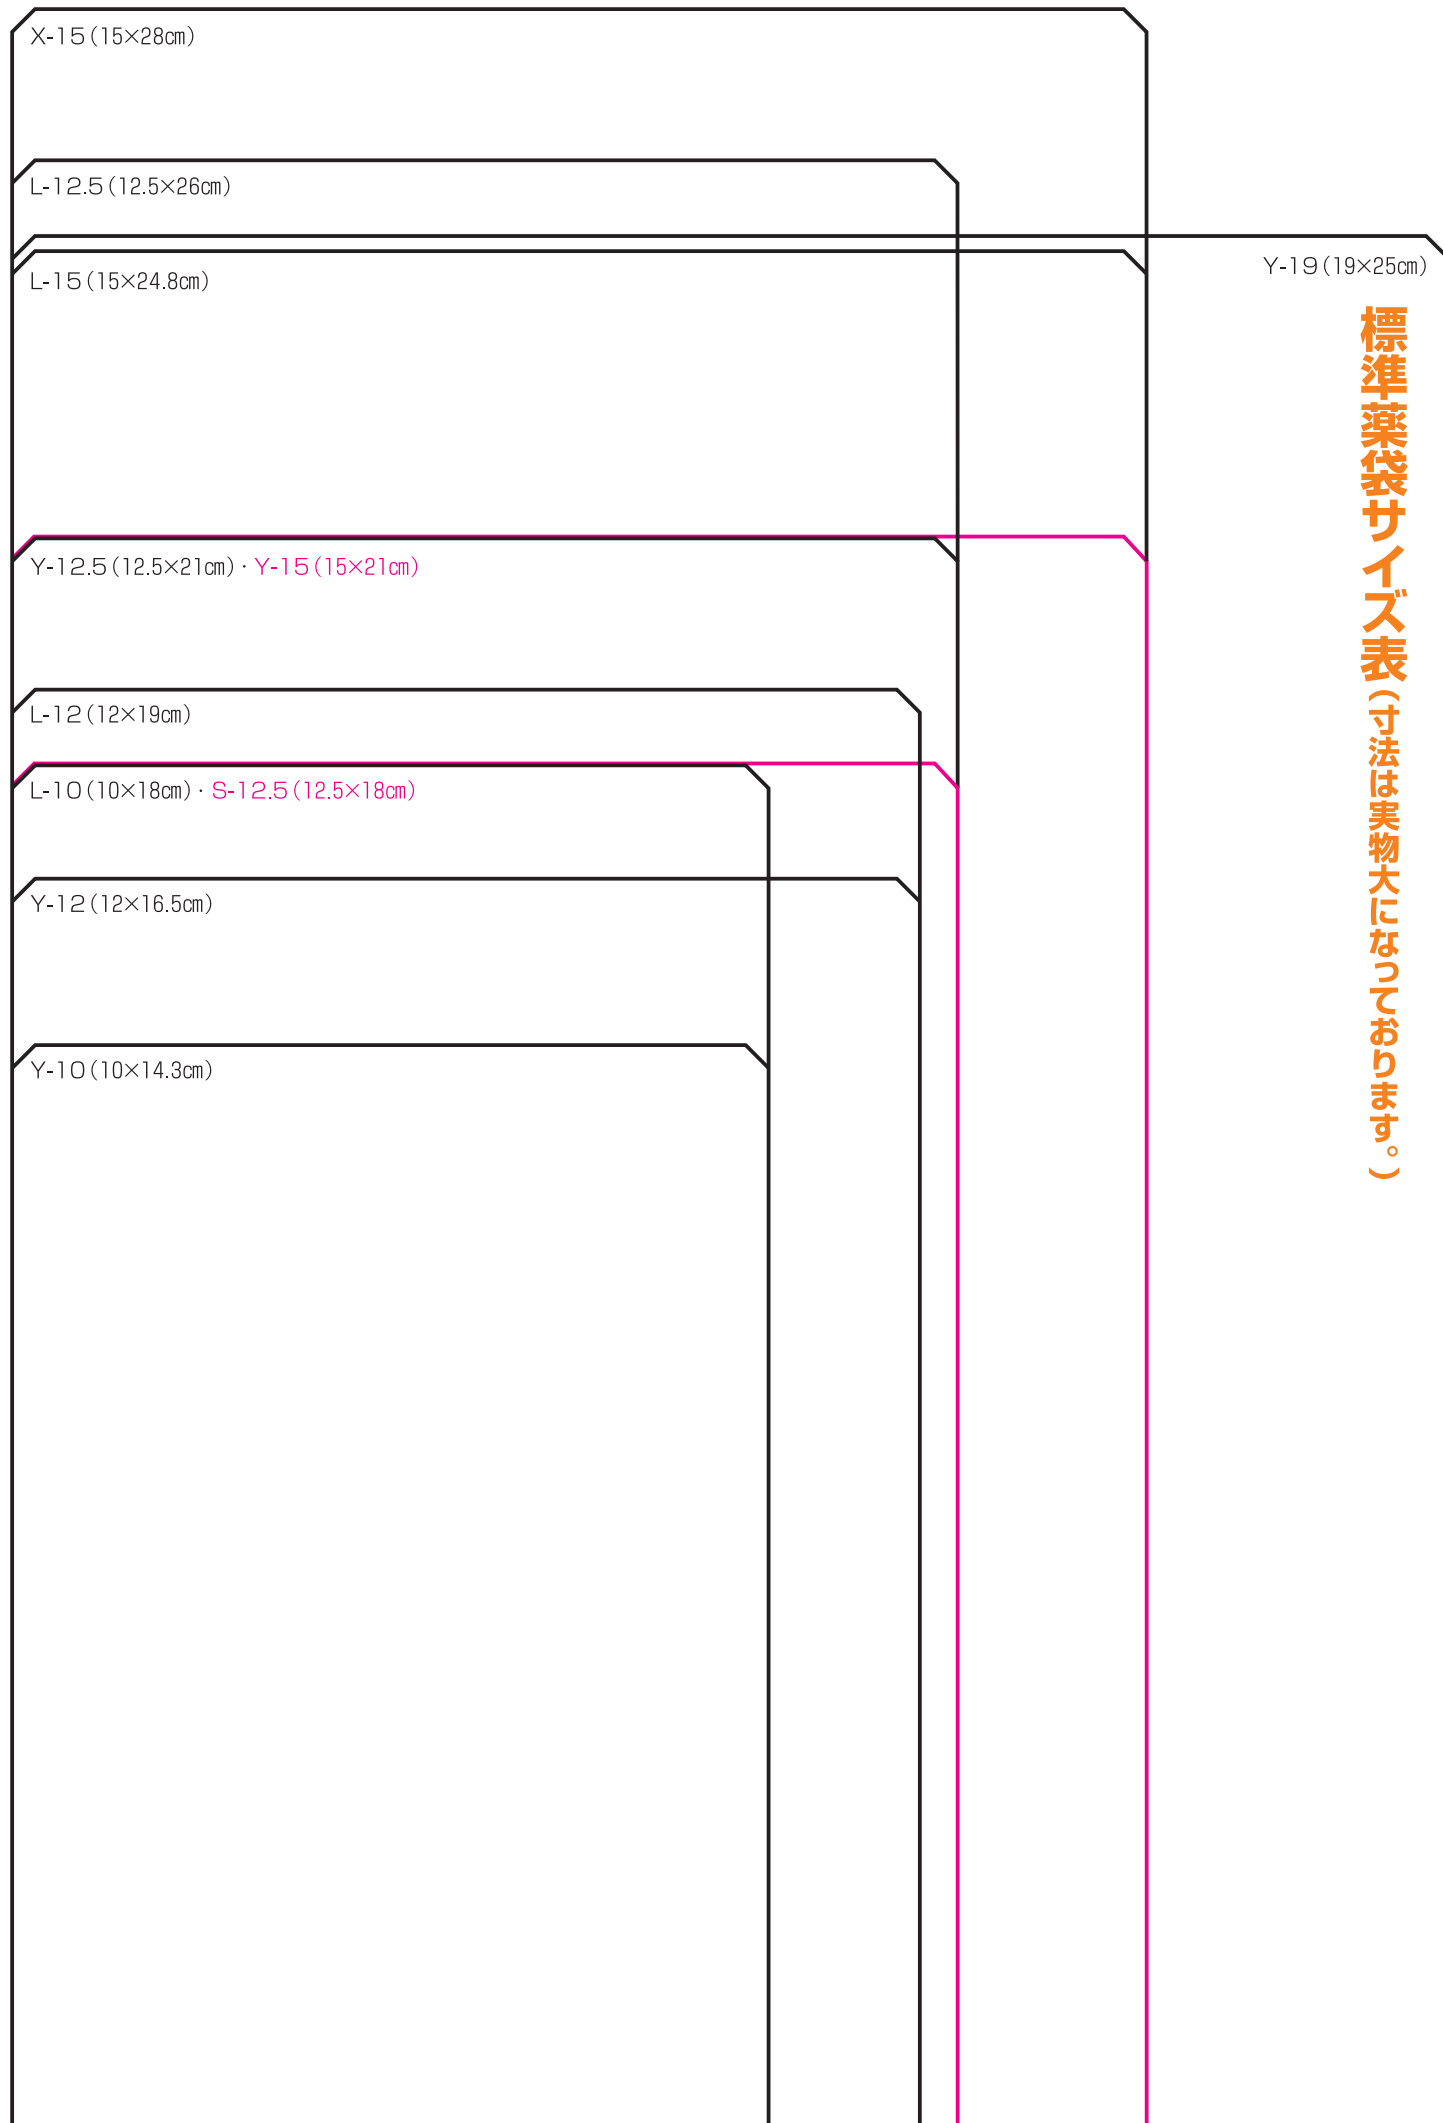 X-15(15×28cm)
L-12.5(12.5×26cm)
Y-19(19×25cm)
L-15(15×24.8cm)
標準薬袋サイズ表(寸法は実物大になっております。)
Y-12.5(12.5×21cm)・Y-15(15×21cm)
L-12(12×19cm)
L-10(10×18cm)・S-12.5(12.5×18cm)
Y-12(12×16.5cm)
Y-10(10×14.3cm)